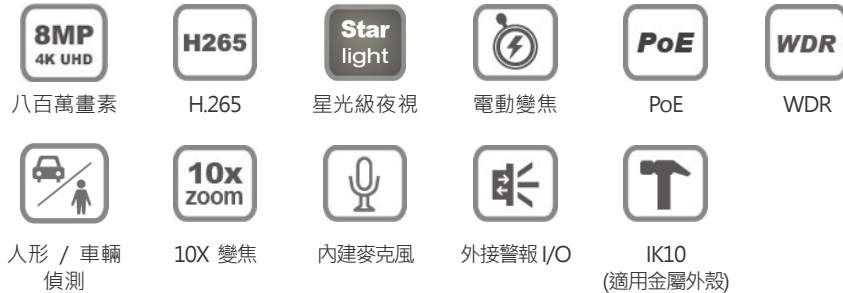 8MP
4K UHD
H265
Star
light
PoE
WDR
八百萬畫素
H.265
星光級夜視
電動變焦
PoE
WDR
10x
zoom
人形 / 車輛
偵測
10X 變焦
內建麥克風
外接警報 I/O
IK10
(適用金屬外殼)